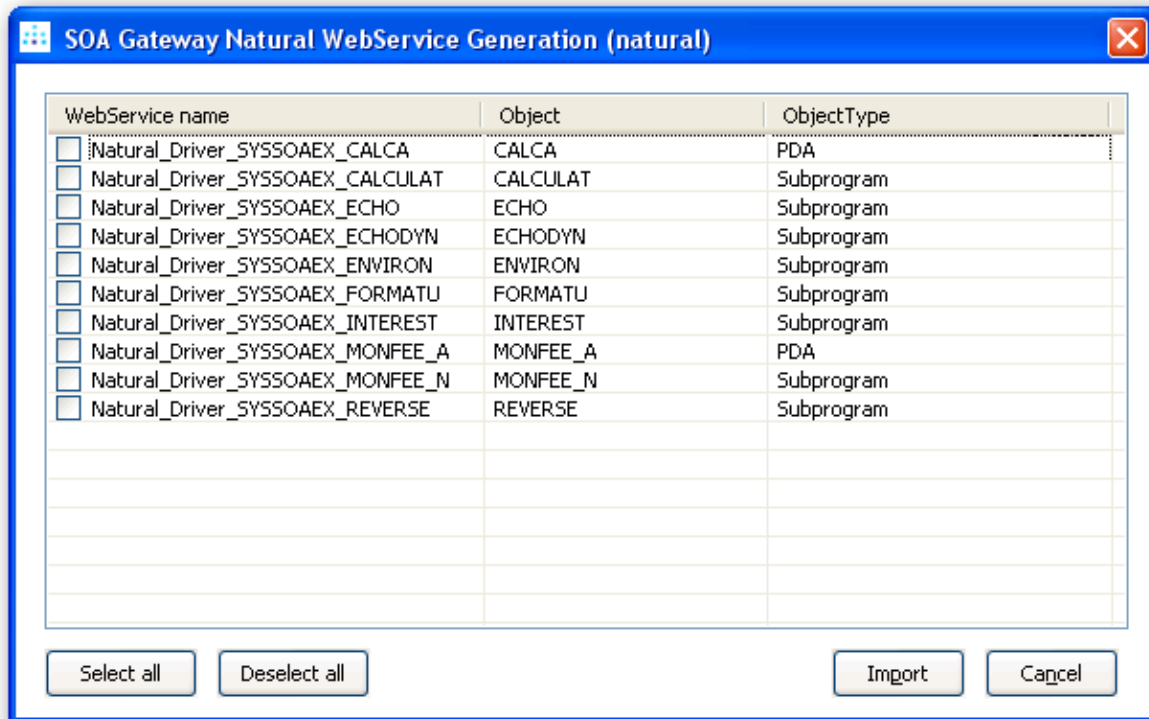 SOA Gateway Natural WebService Generation (natural)
WebService name Object ObjectType
Natural_Driver_SYSSOAEX_CALCA CALCA PDA
Natural_Driver_SYSSOAEX_CALCULAT CALCULAT Subprogram
Natural_Driver_SYSSOAEX_ECHO ECHO Subprogram
Natural_Driver_SYSSOAEX_ECHODYN ECHODYN Subprogram
Natural_Driver_SYSSOAEX_ENVIRON ENVIRON Subprogram
Natural_Driver_SYSSOAEX_FORMATU FORMATU Subprogram
Natural_Driver_SYSSOAEX_INTEREST INTEREST Subprogram
Natural_Driver_SYSSOAEX_MONFEE_A MONFEE_A PDA
Natural_Driver_SYSSOAEX_MONFEE_N MONFEE_N Subprogram
Natural_Driver_SYSSOAEX_REVERSE REVERSE Subprogram
Select all Deselect all Import Cancel